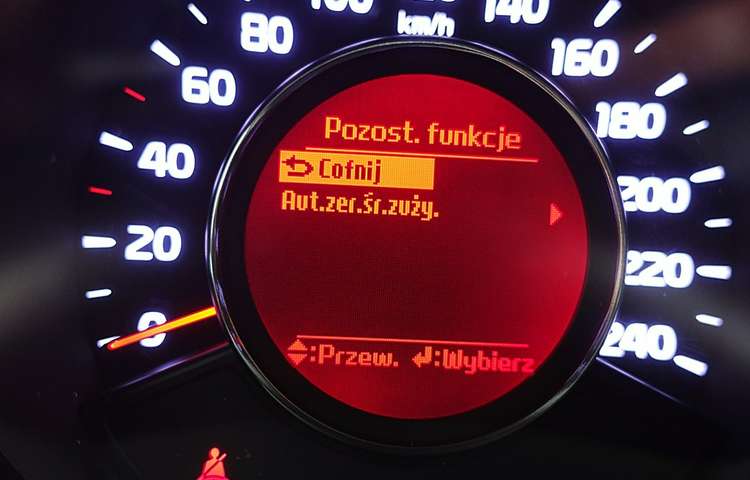 km/h
80
60
40
20
0
140
160
180
200
220
240
Pozost. funkcje
Cofnij
Aut.zer.śr.zuży.
:Przew. :Wybierz